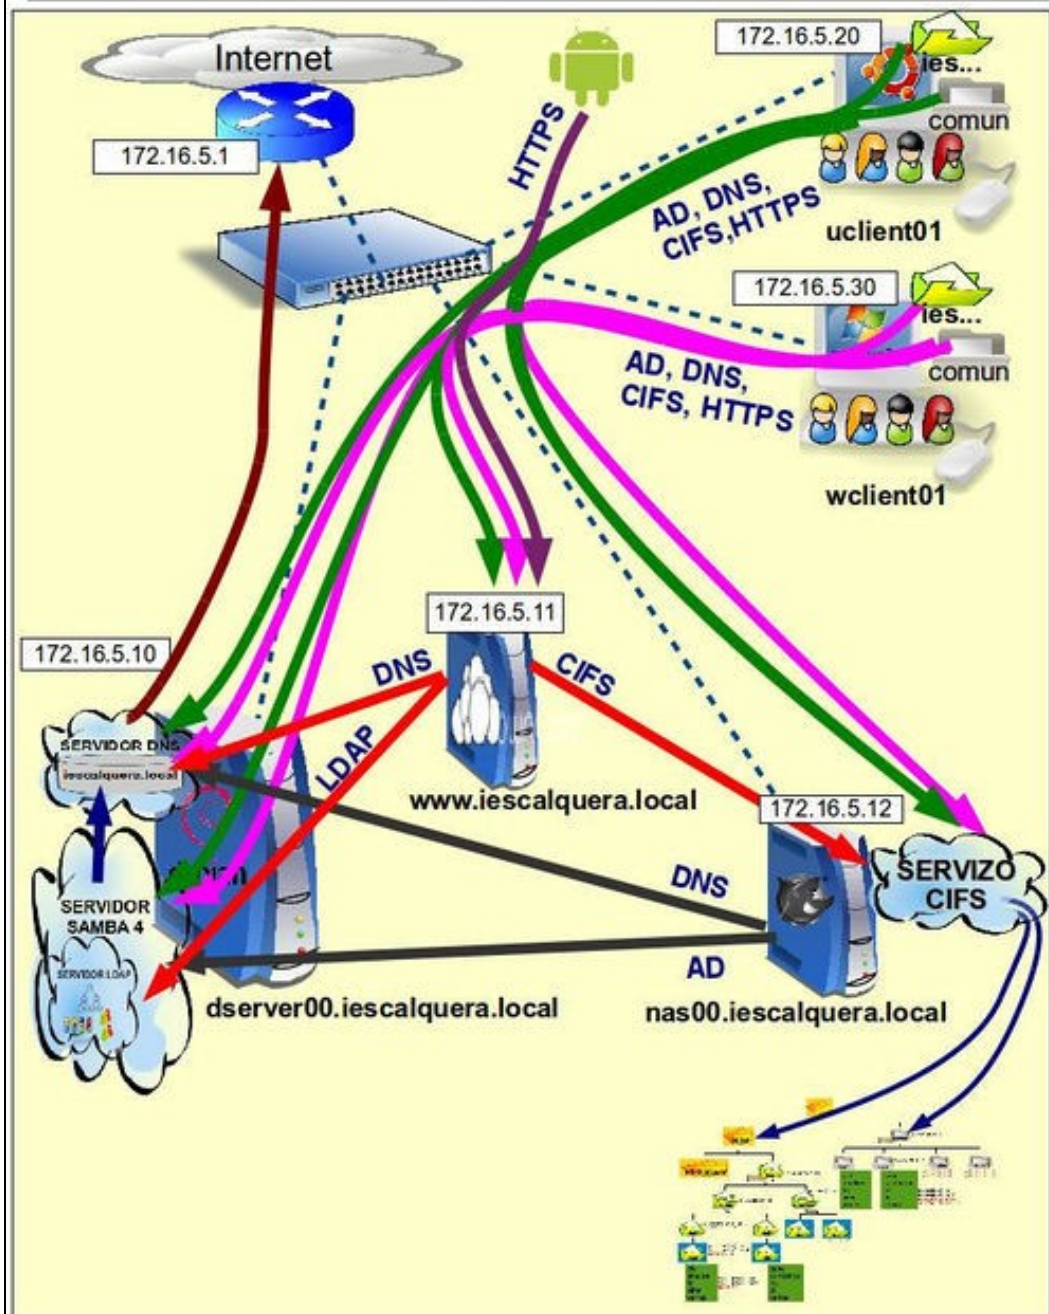 Internet
172.16.5.20
ies...
comun
HTTPS
172.16.5.1
AD, DNS,
CIFS,HTTPS
uclient01
172.16.5.30
ies...
comun
AD, DNS,
CIFS, HTTPS
wclient01
172.16.5.11
172.16.5.10
DNS
CIFS
SERVIDOR DNS
iescalquera.local
LDAP
www.iescalquera.local
172.16.5.12
SERVIZO
CIFS
DNS
SERVIDOR
SAMBA 4
SERVIDOR LDAP
AD
dserver00.iescalquera.local
nas00.iescalquera.local